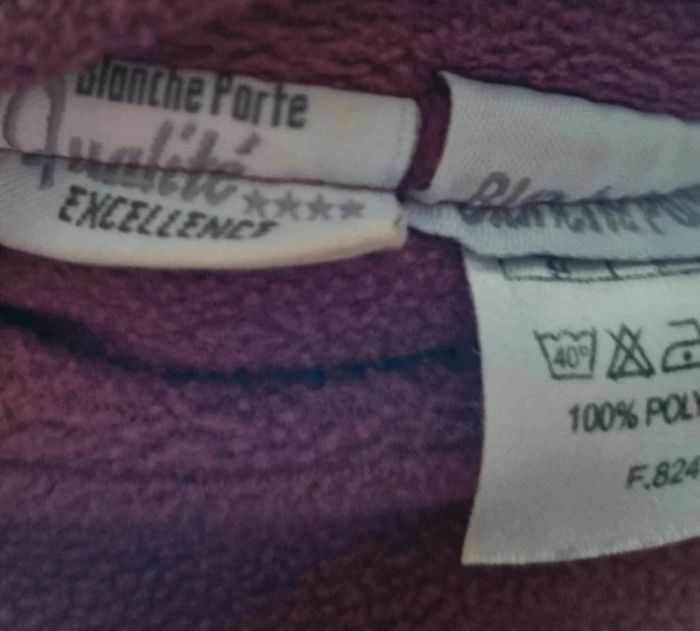 Blanche Porte
Qualité
★★★★
EXCELLENCE
40°
100% POLY
F.824